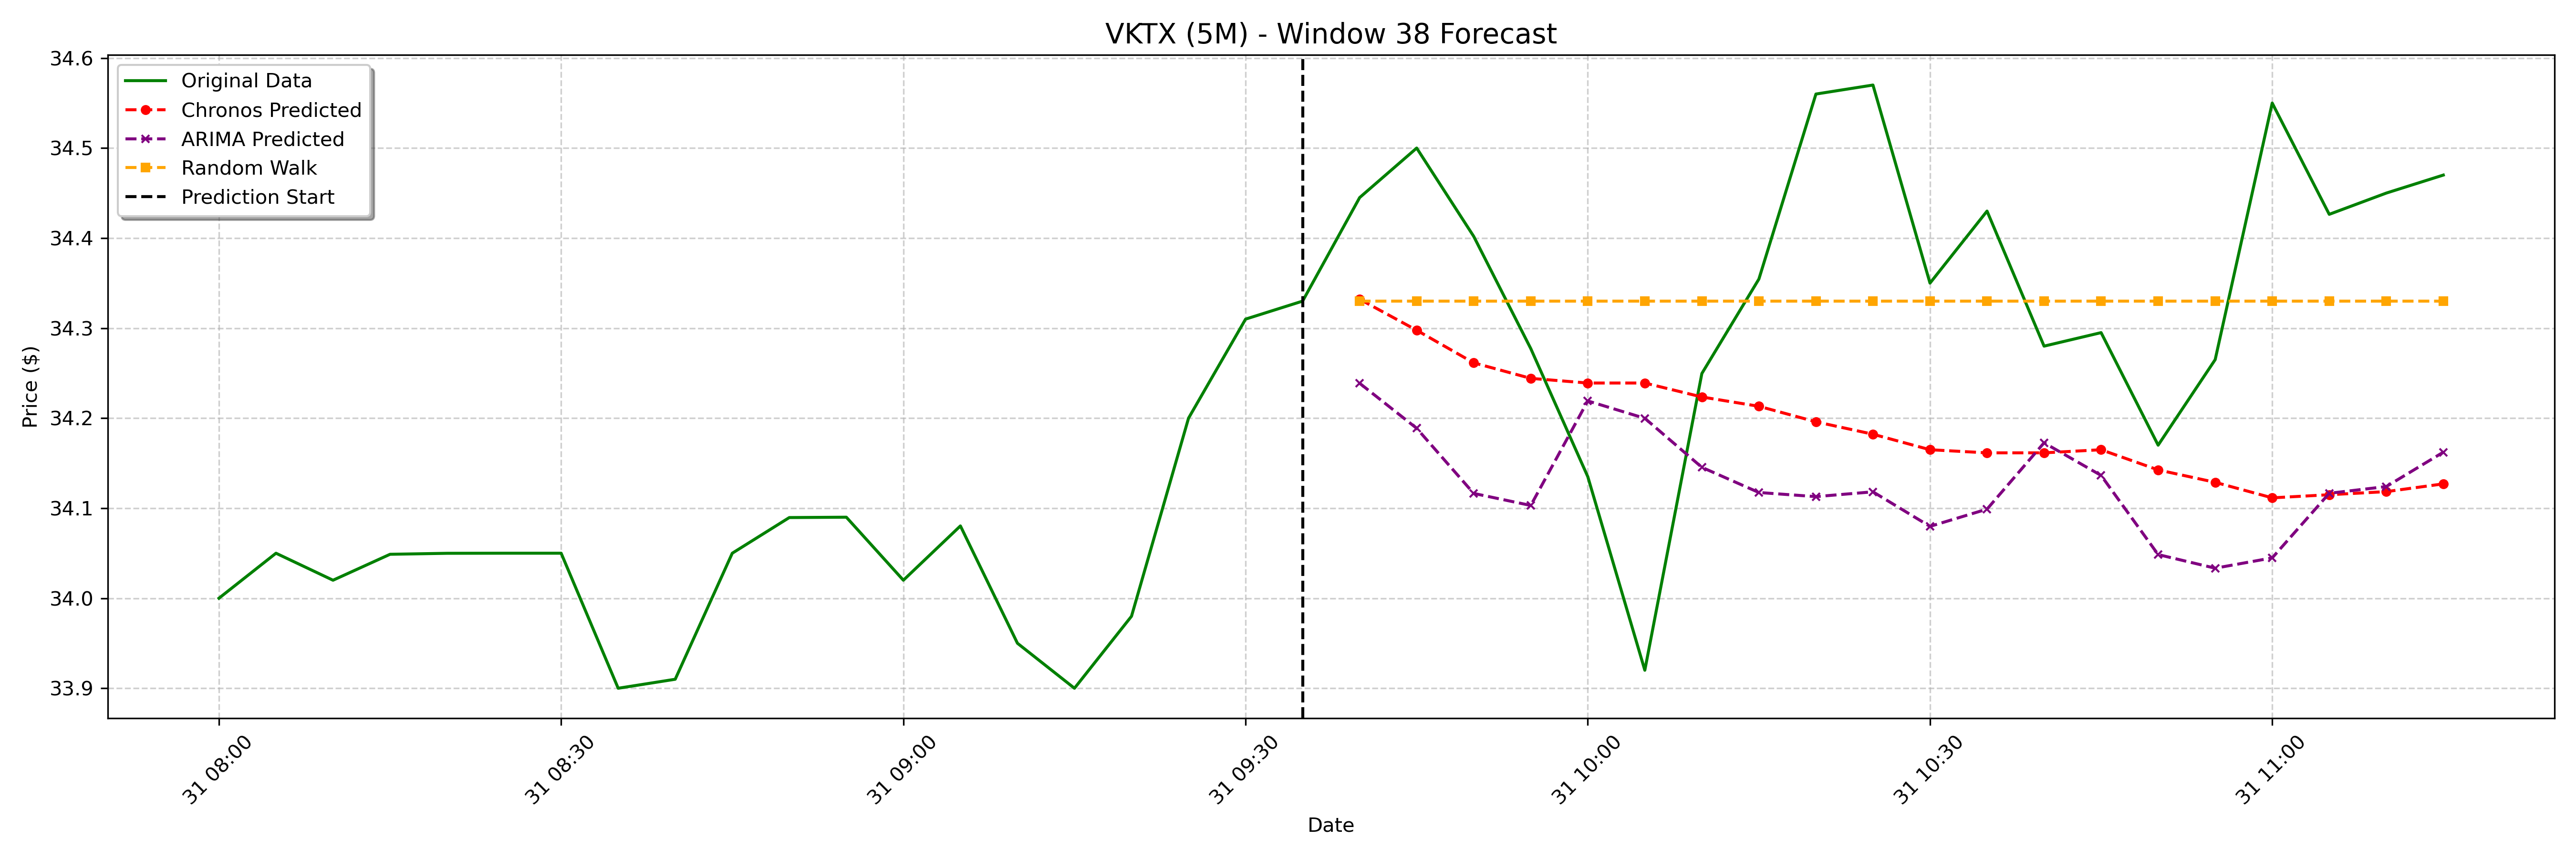 VKTX (5M) - Window 38 Forecast
Original Data
Chronos Predicted
ARIMA Predicted
Random Walk
Prediction Start
Price ($)
34.6
34.5
34.4
34.3
34.2
34.1
34.0
33.9
31 08:00
31 08:30
31 09:00
31 09:30
31 10:00
31 10:30
31 11:00
Date